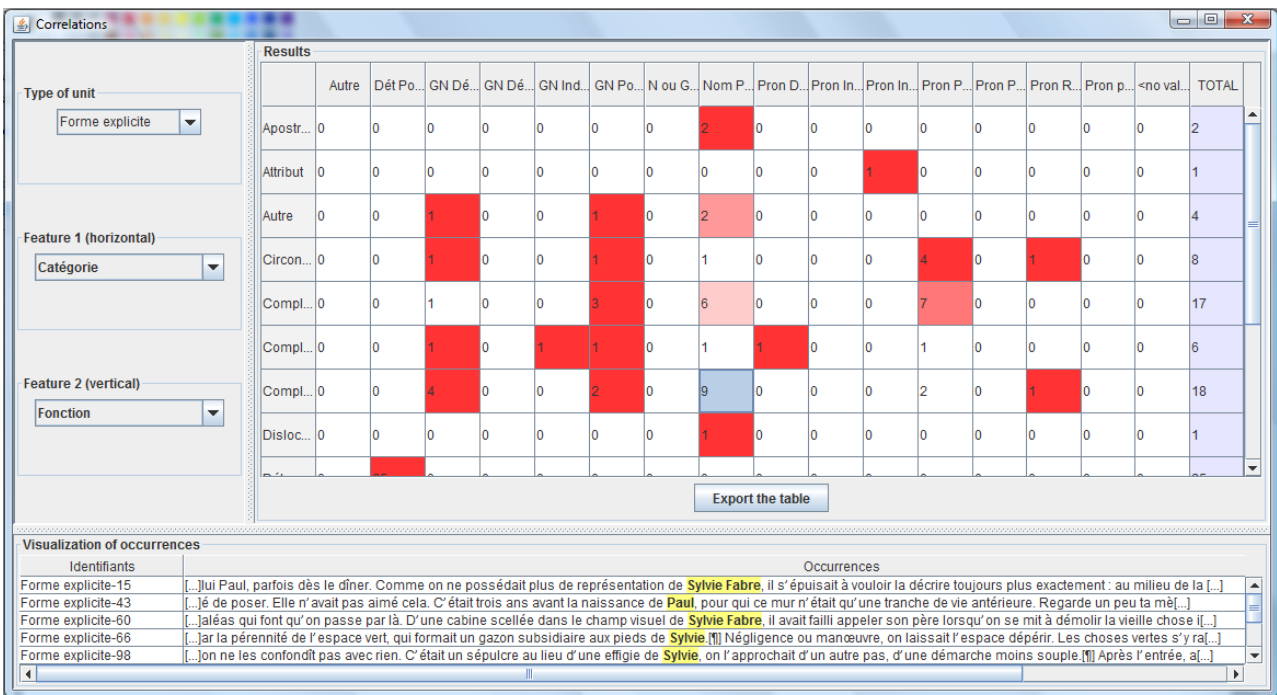 Correlations
Type of unit
Forme explicite
Feature 1 (horizontal)
Catégorie
Feature 2 (vertical)
Fonction
Results
Autre Dét Po... GN Dé... GN Dé... GN Ind... GN Po... N ou G... Nom P... Pron D... Pron In... Pron In... Pron P... Pron P... Pron R... Pron p... <no val... TOTAL
Apostr... 0 0 0 0 0 0 0 2 0 0 0 0 0 0 0 0 2
Attribut 0 0 0 0 0 0 0 0 0 0 1 0 0 0 0 0 1
Autre 0 0 1 0 0 1 0 2 0 0 0 0 0 0 0 0 4
Circon... 0 0 1 0 0 1 0 1 0 0 0 4 0 1 0 0 8
Compl... 0 0 1 0 0 3 0 6 0 0 0 7 0 0 0 0 17
Compl... 0 0 1 0 1 1 0 1 1 0 0 1 0 0 0 0 6
Compl... 0 0 4 0 0 2 0 9 0 0 0 2 0 1 0 0 18
Disloc... 0 0 0 0 0 0 0 1 0 0 0 0 0 0 0 0 1
Export the table
Visualization of occurrences
Identifiants Occurrences
Forme explicite-15 [...]lui Paul, parfois dès le dîner. Comme on ne possédait plus de représentation de Sylvie Fabre, il s'épuisait à vouloir la décrire toujours plus exactement : au milieu de la [...]
Forme explicite-43 [...]é de poser. Elle n'avait pas aimé cela. C'était trois ans avant la naissance de Paul, pour qui ce mur n'était qu'une tranche de vie antérieure. Regarde un peu ta mè[...]
Forme explicite-60 [...]aléas qui font qu'on passe par là. D'une cabine scellée dans le champ visuel de Sylvie Fabre, il avait failli appeler son père lorsqu'on se mit à démolir la vieille chose i[...]
Forme explicite-66 [...]ar la pérennité de l'espace vert, qui formait un gazon subsidiaire aux pieds de Sylvie.[¶] Négligence ou manœuvre, on laissait l'espace dépérir. Les choses vertes s'y ra[...]
Forme explicite-98 [...]on ne les confondît pas avec rien. C'était un sépulcre au lieu d'une effigie de Sylvie, on l'approchait d'un autre pas, d'une démarche moins souple.[¶] Après l'entrée, a[...]